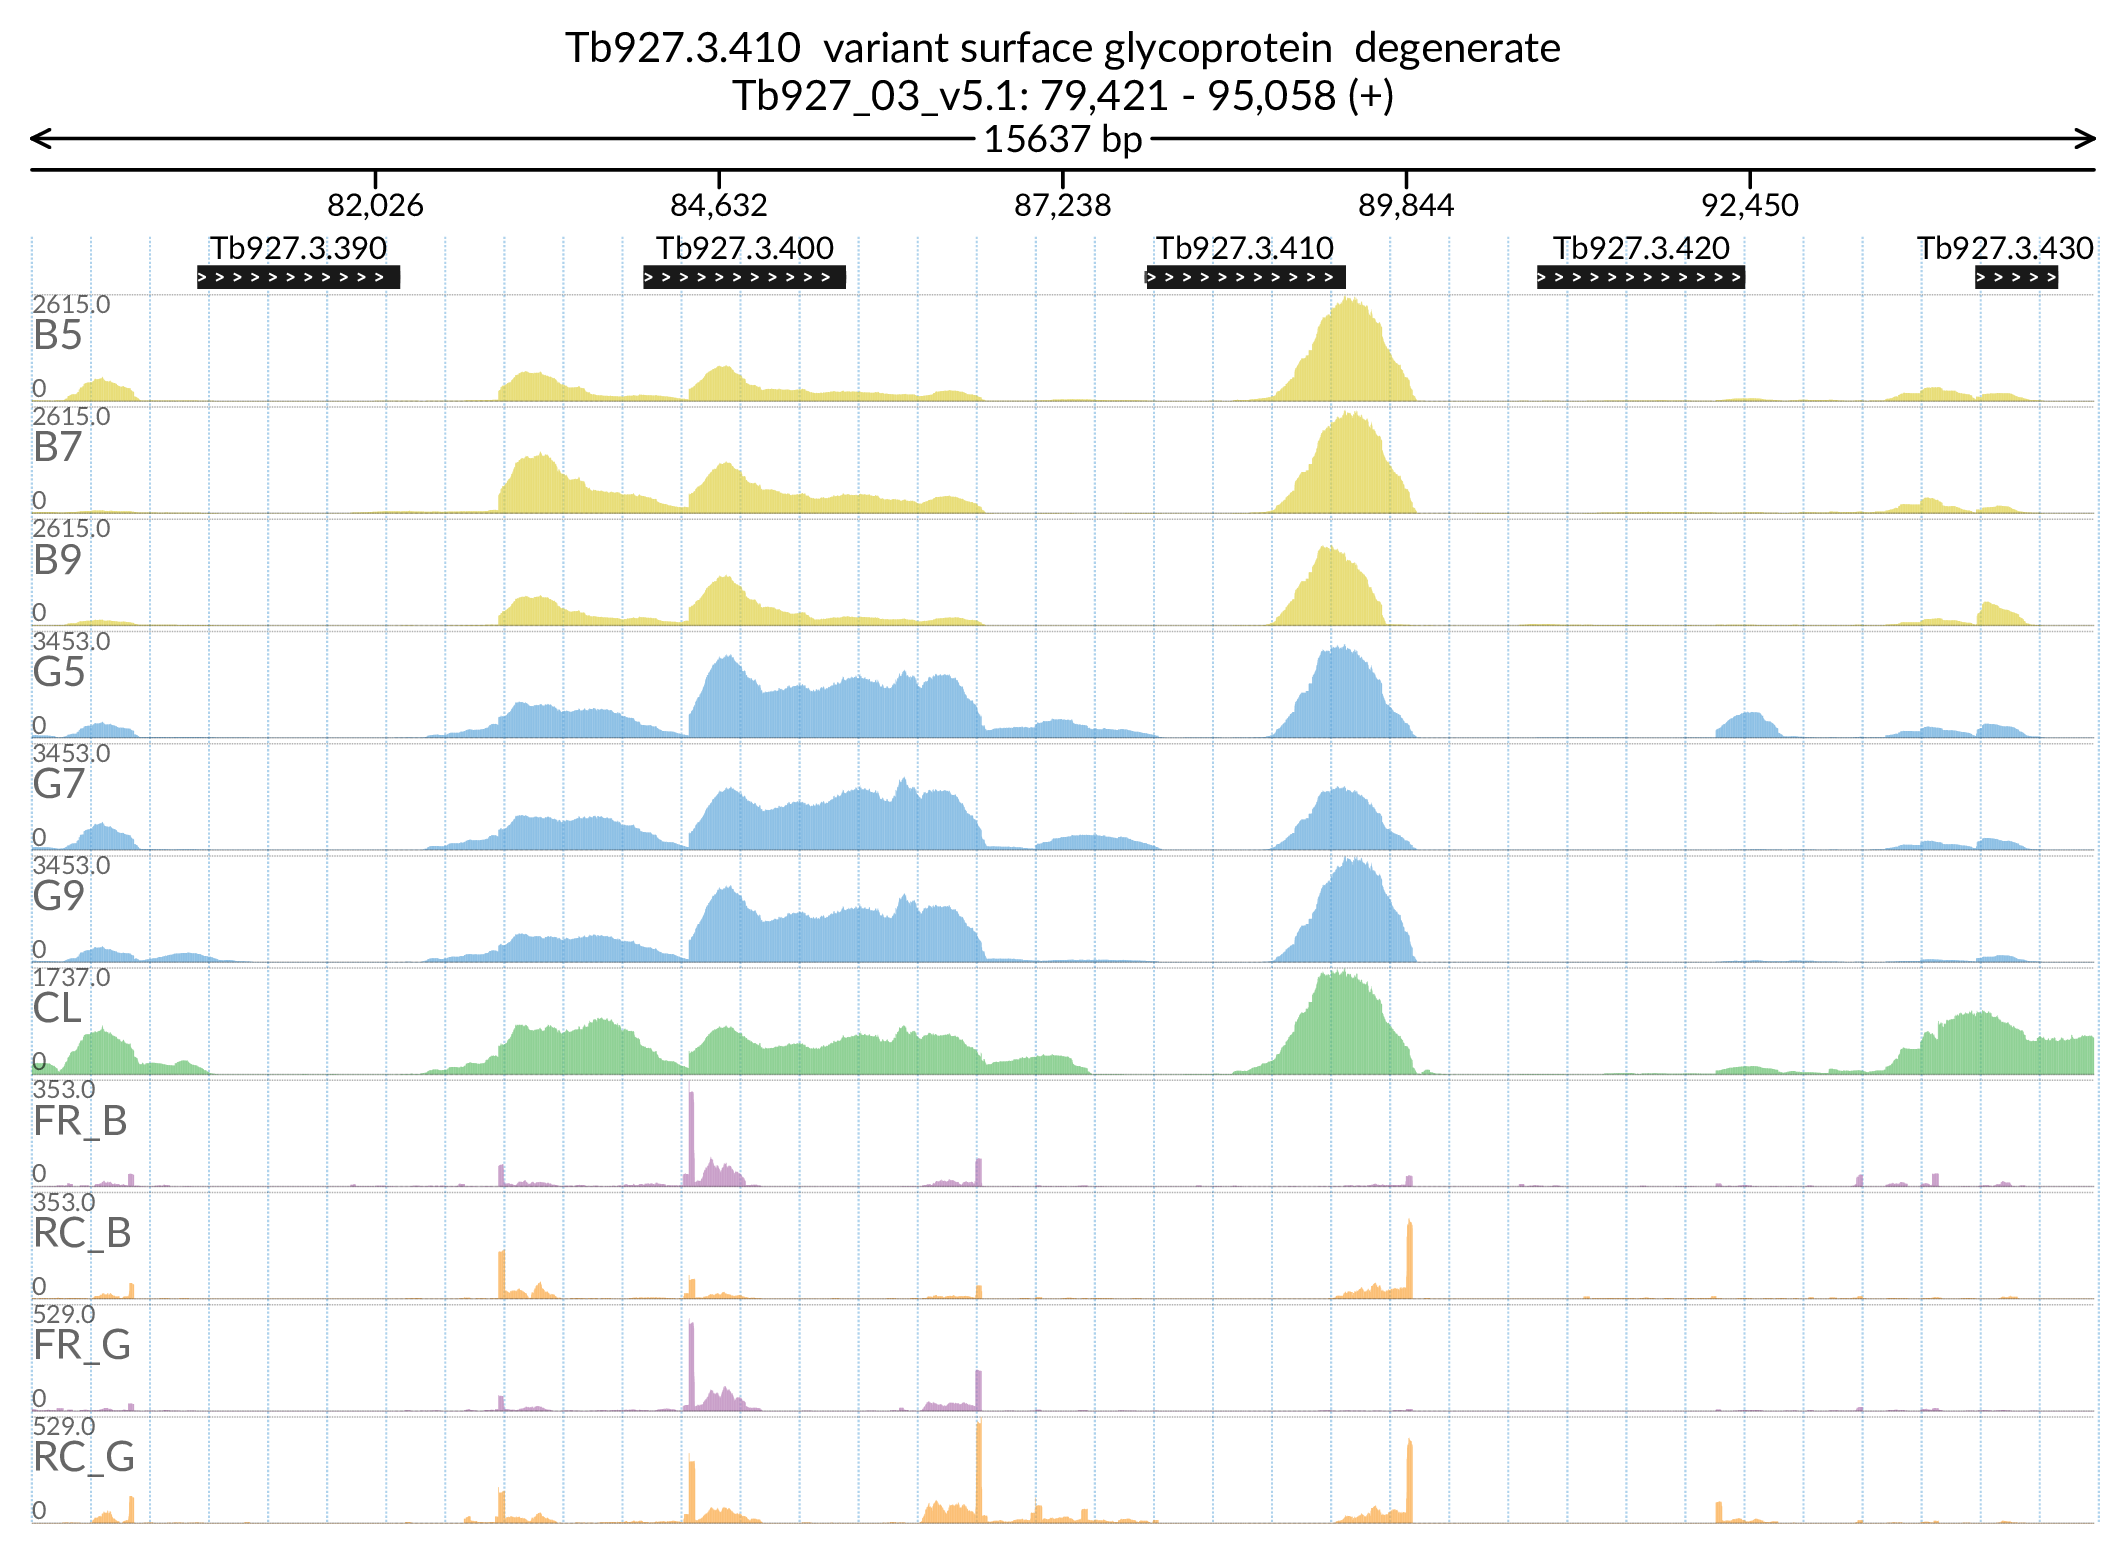 Tb927.3.410  variant surface glycoprotein  degenerate
Tb927_03_v5.1: 79,421 - 95,058 (+)
15637 bp
82,026 84,632 87,238 89,844 92,450
Tb927.3.390 Tb927.3.400 Tb927.3.410 Tb927.3.420 Tb927.3.430
2615.0
B5
0
2615.0
B7
0
2615.0
B9
0
3453.0
G5
0
3453.0
G7
0
3453.0
G9
0
1737.0
CL
0
353.0
FR_B
0
353.0
RC_B
0
529.0
FR_G
0
529.0
RC_G
0